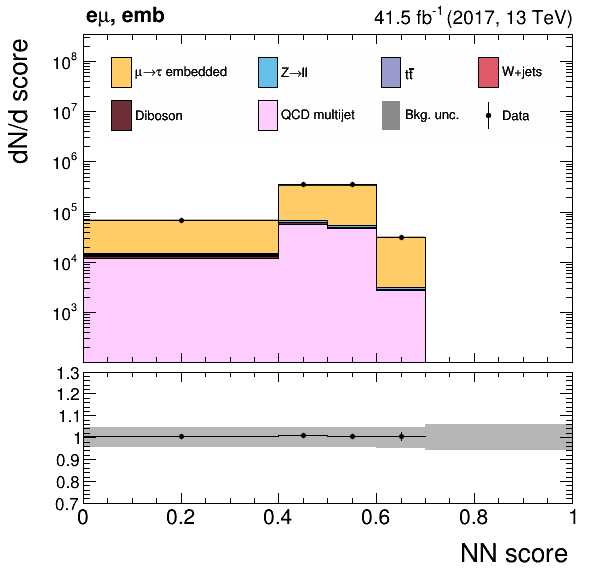 eμ, emb 41.5 fb⁻¹ (2017, 13 TeV)
dN/d score
μ→τ embedded Z→ll tt̄ W+jets
Diboson QCD multijet Bkg. unc. Data
10⁸
10⁷
10⁶
10⁵
10⁴
10³
1.3
1.2
1.1
1
0.9
0.8
0.7
0 0.2 0.4 0.6 0.8 1
NN score